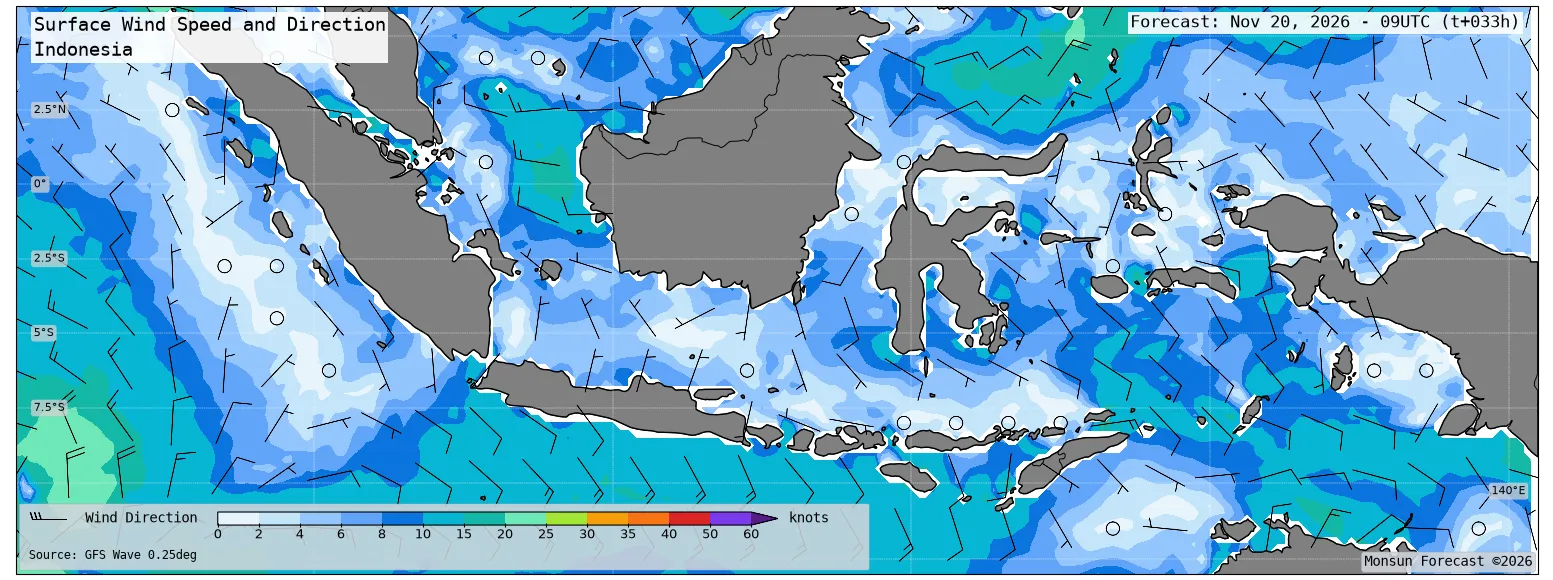 Surface Wind Speed and Direction
Indonesia
Forecast: Nov 20, 2026 - 09UTC (t+033h)
2.5°N
0°
2.5°S
5°S
7.5°S
140°E
Wind Direction
0 2 4 6 8 10 12 15 20 25 30 35 40 50 60
knots
Source: GFS Wave 0.25deg
Monsun Forecast ©2026